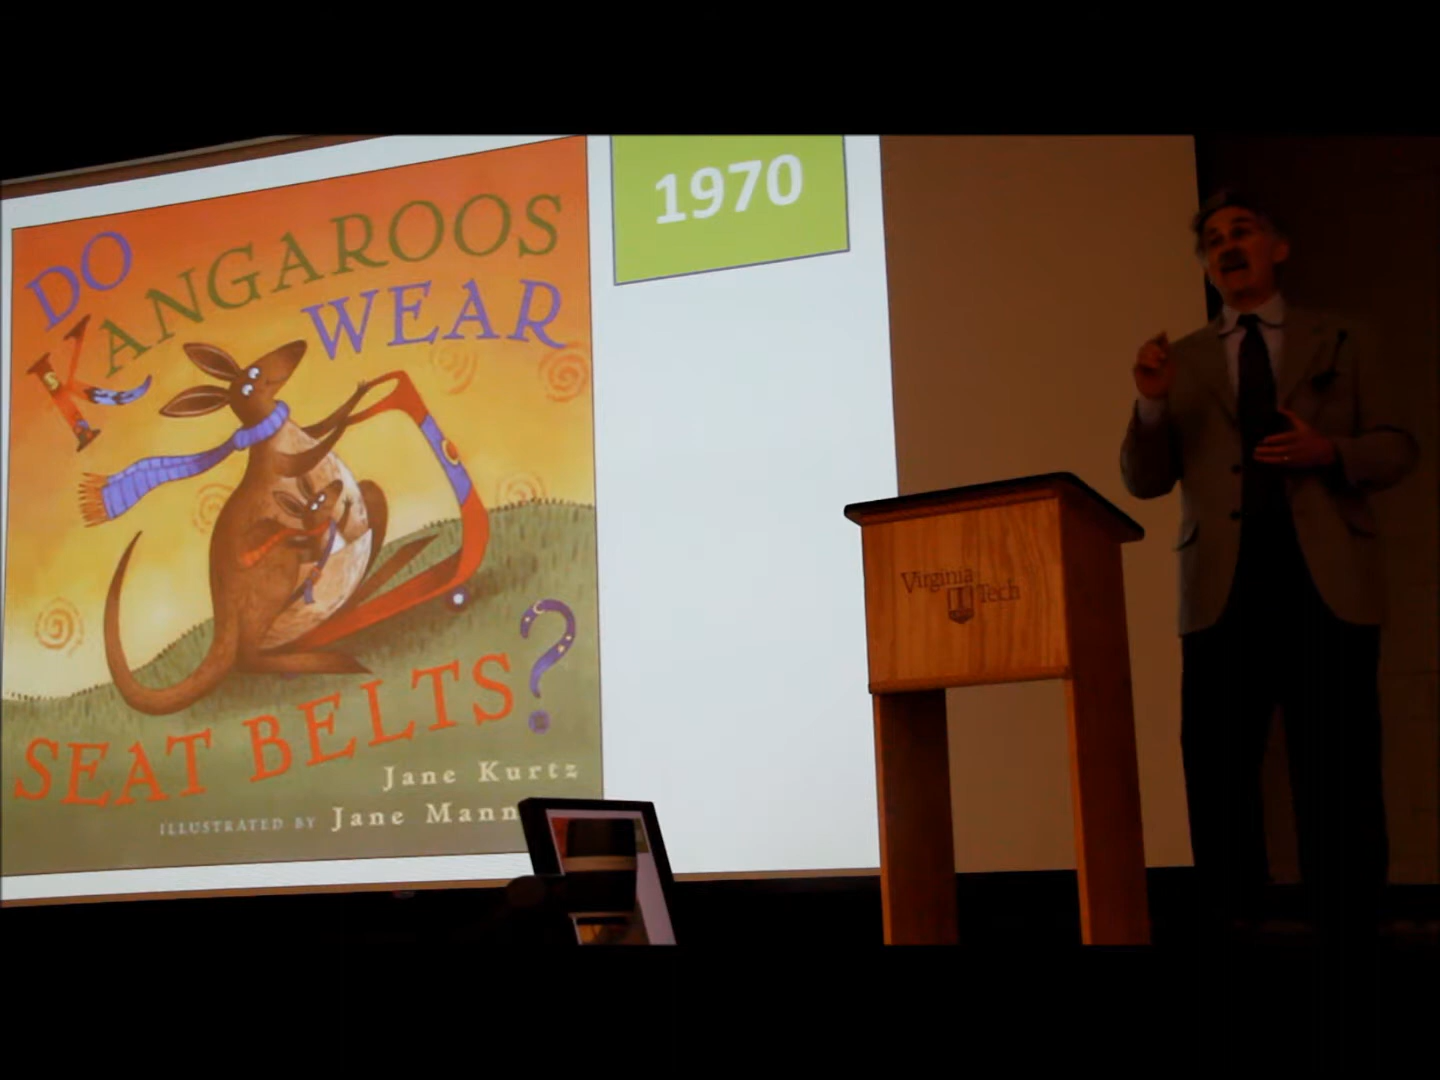 DO
KANGAROOS
WEAR
SEAT BELTS?
Jane Kurtz
ILLUSTRATED BY Jane Mann
1970
Virginia Tech